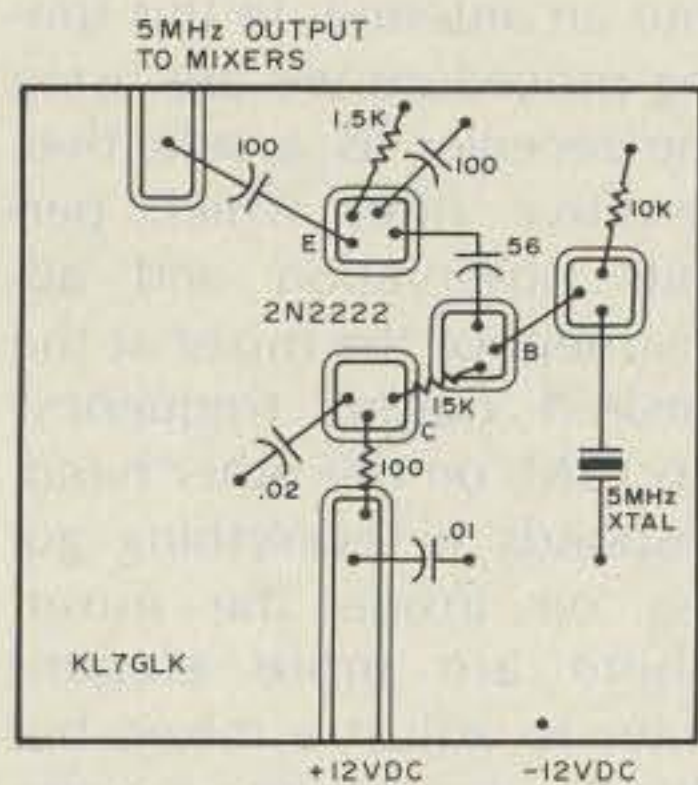 5MHz OUTPUT
TO MIXERS
100
1.5K
100
10K
E
.56
2N2222
B
15K
C
.02
100
5MHz
XTAL
.01
KL7GLK
+12VDC
-12VDC